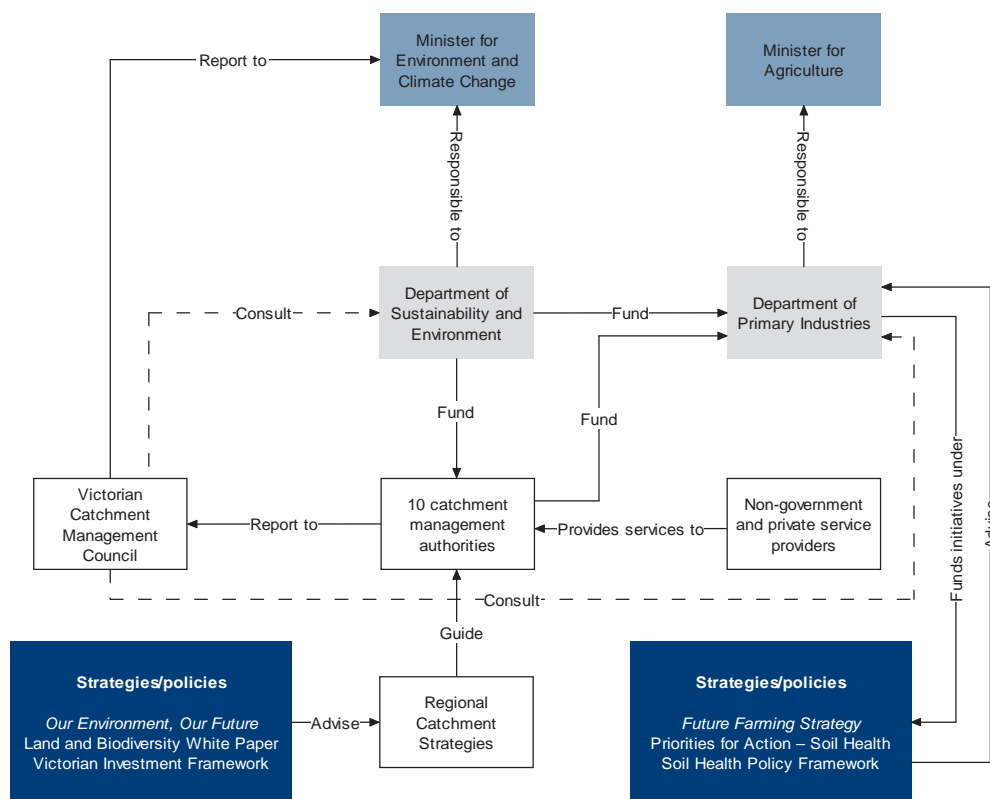 Minister for
Environment and
Climate Change
Minister for
Agriculture
Report to
Responsible to
Responsible to
Department of
Sustainability and
Environment
Department of
Primary Industries
Consult
Fund
Fund
Fund
Victorian
Catchment
Management
Council
Report to
10 catchment
management
authorities
Provides services to
Non-government
and private service
providers
Funds initiatives under
Advise
Consult
Guide
Strategies/policies
Our Environment, Our Future
Land and Biodiversity White Paper
Victorian Investment Framework
Advise
Regional
Catchment
Strategies
Strategies/policies
Future Farming Strategy
Priorities for Action – Soil Health
Soil Health Policy Framework